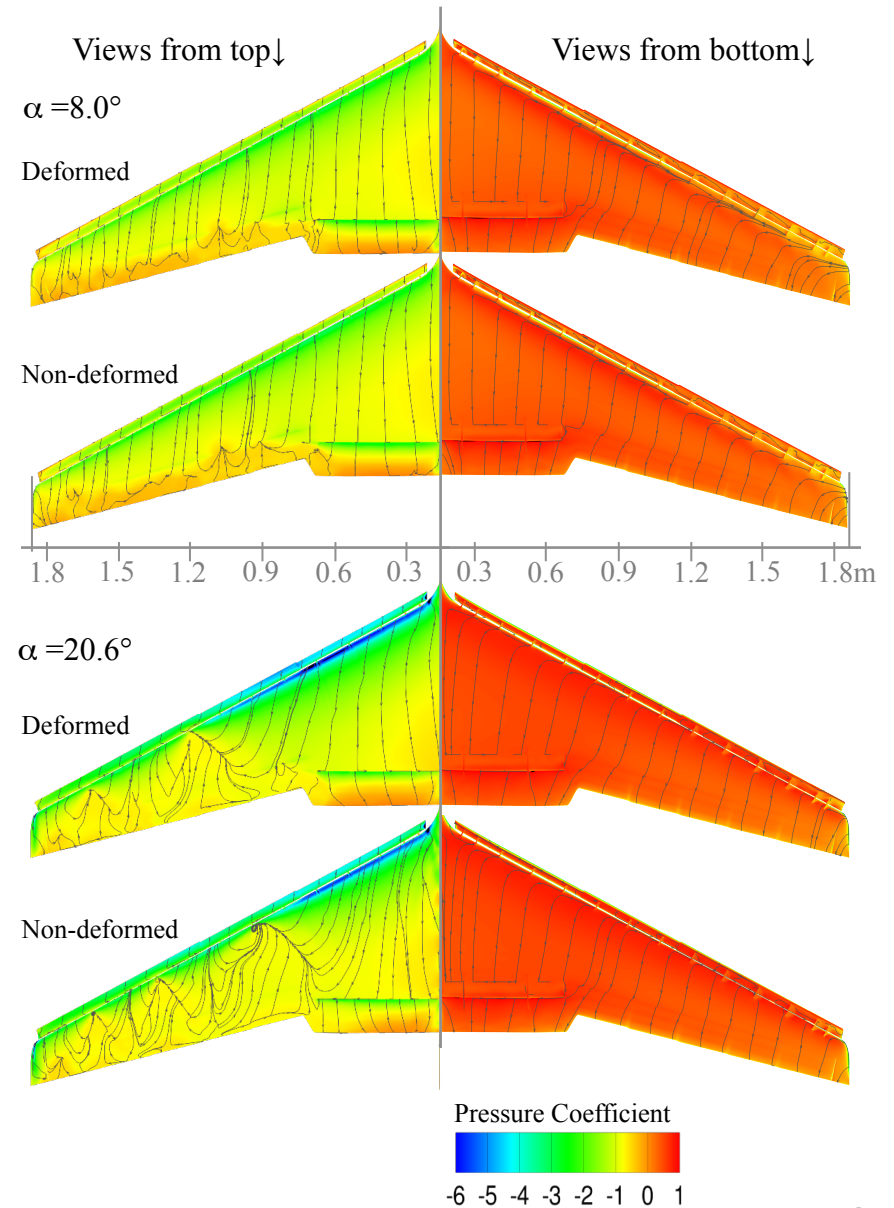 Views from top↓
Views from bottom↓
α =8.0°
Deformed
Non-deformed
1.8 1.5 1.2 0.9 0.6 0.3 0.3 0.6 0.9 1.2 1.5 1.8m
α =20.6°
Deformed
Non-deformed
Pressure Coefficient
-6 -5 -4 -3 -2 -1 0 1